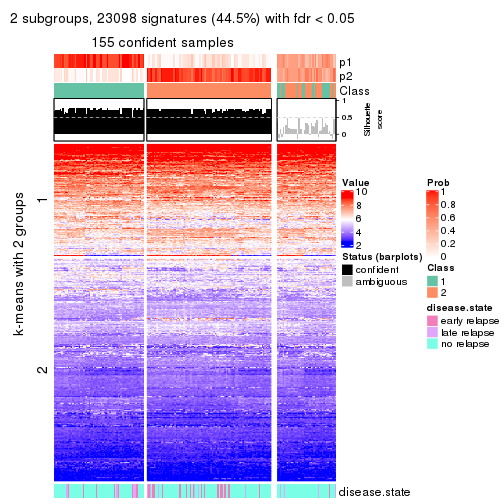 2 subgroups, 23098 signatures (44.5%) with fdr < 0.05
155 confident samples
p1
p2
Class
1
0.5
0
Silhouette
score
k-means with 2 groups
1
2
disease.state
Value
10
8
6
4
2
Status (barplots)
confident
ambiguous
Prob
1
0.8
0.6
0.4
0.2
0
Class
1
2
disease.state
early relapse
late relapse
no relapse